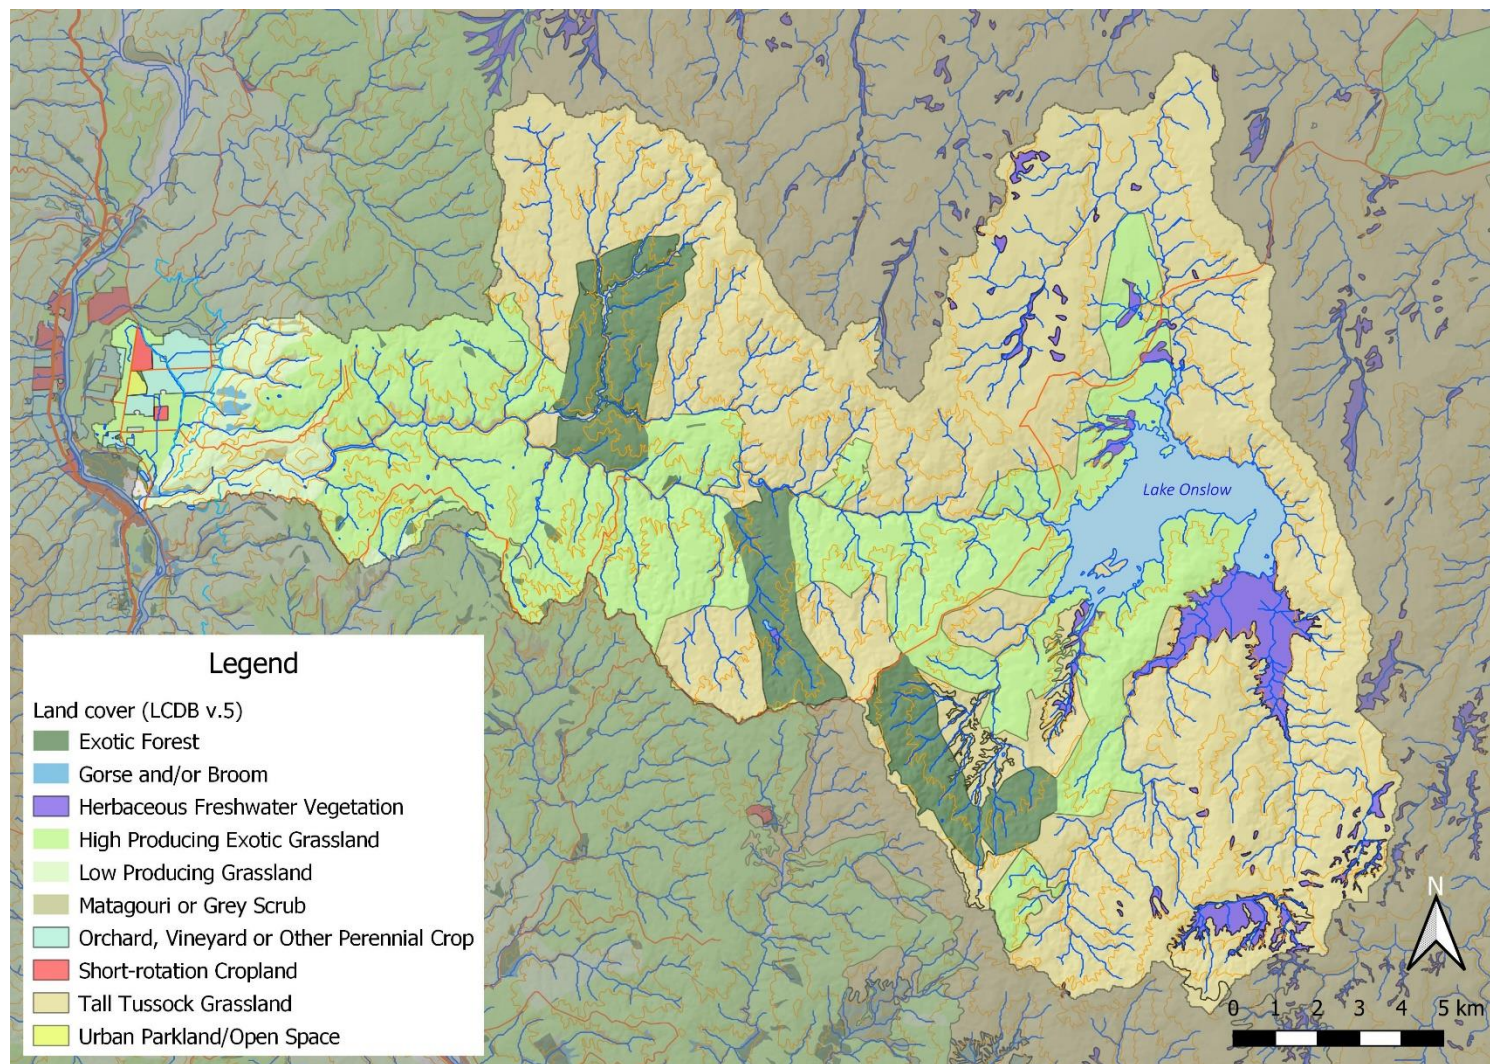 Lake Onslow
Legend
Land cover (LCDB v.5)
Exotic Forest
Gorse and/or Broom
Herbaceous Freshwater Vegetation
High Producing Exotic Grassland
Low Producing Grassland
Matagouri or Grey Scrub
Orchard, Vineyard or Other Perennial Crop
Short-rotation Cropland
Tall Tussock Grassland
Urban Parkland/Open Space
N
0 1 2 3 4 5 km